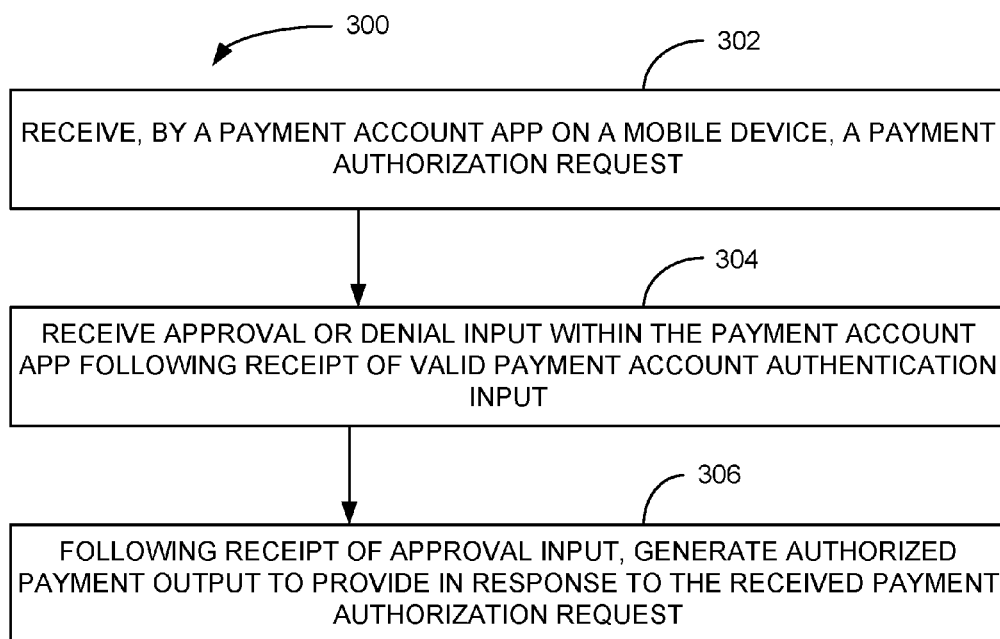 300
302
RECEIVE, BY A PAYMENT ACCOUNT APP ON A MOBILE DEVICE, A PAYMENT
AUTHORIZATION REQUEST
304
RECEIVE APPROVAL OR DENIAL INPUT WITHIN THE PAYMENT ACCOUNT
APP FOLLOWING RECEIPT OF VALID PAYMENT ACCOUNT AUTHENTICATION
INPUT
306
FOLLOWING RECEIPT OF APPROVAL INPUT, GENERATE AUTHORIZED
PAYMENT OUTPUT TO PROVIDE IN RESPONSE TO THE RECEIVED PAYMENT
AUTHORIZATION REQUEST